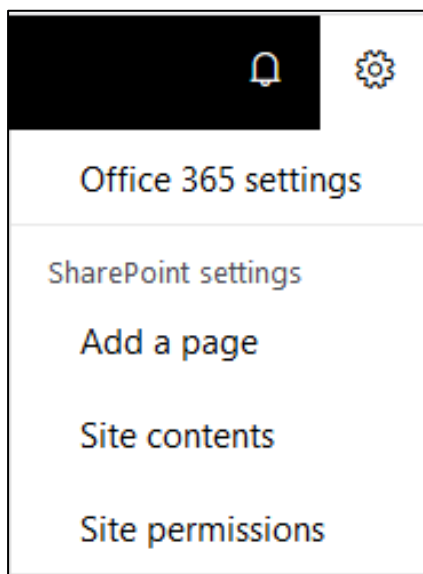 Office 365 settings
SharePoint settings
Add a page
Site contents
Site permissions